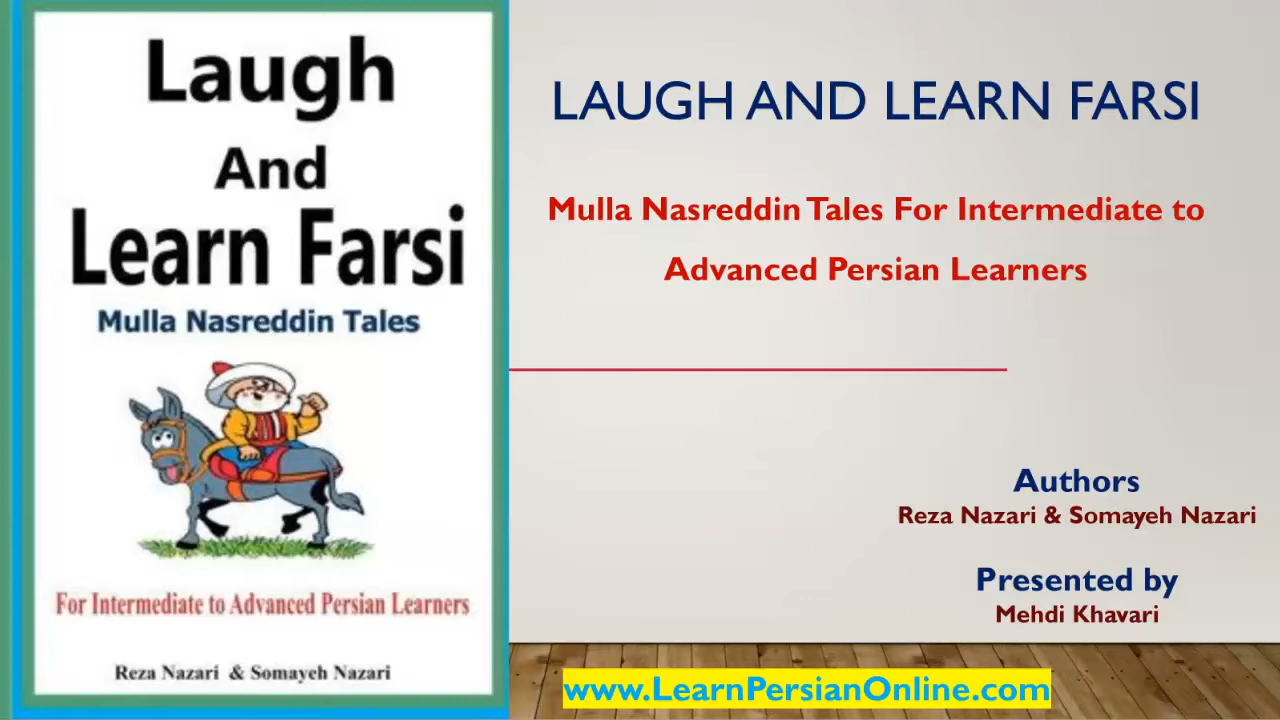 Laugh
And
Learn Farsi
Mulla Nasreddin Tales
For Intermediate to Advanced Persian Learners
Reza Nazari & Somayeh Nazari
LAUGH AND LEARN FARSI
Mulla Nasreddin Tales For Intermediate to
Advanced Persian Learners
Authors
Reza Nazari & Somayeh Nazari
Presented by
Mehdi Khavari
www.LearnPersianOnline.com